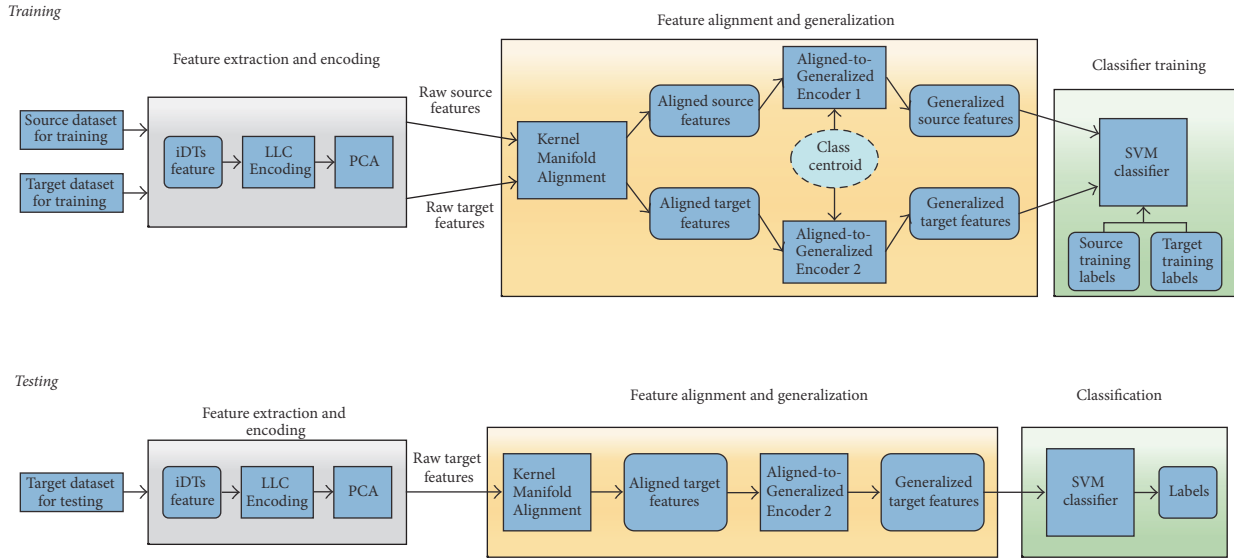 Training
Feature alignment and generalization
Feature extraction and encoding
Classifier training
Source dataset
for training
Target dataset
for training
iDTs
feature
LLC
Encoding
PCA
Raw source
features
Raw target
features
Kernel
Manifold
Alignment
Aligned source
features
Aligned target
features
Aligned-to-
Generalized
Encoder 1
Class
centroid
Aligned-to-
Generalized
Encoder 2
Generalized
source features
Generalized
target features
SVM
classifier
Source
training
labels
Target
training
labels
Testing
Feature extraction and
encoding
Feature alignment and generalization
Classification
Target dataset
for testing
iDTs
feature
LLC
Encoding
PCA
Raw target
features
Kernel
Manifold
Alignment
Aligned target
features
Aligned-to-
Generalized
Encoder 2
Generalized
target features
SVM
classifier
Labels